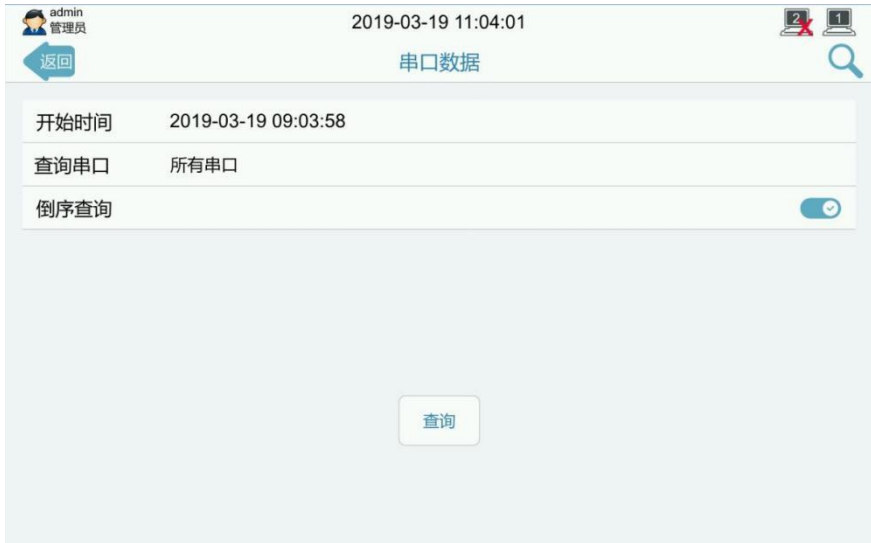 admin
管理员
2019-03-19 11:04:01
2
1
返回
串口数据
开始时间 2019-03-19 09:03:58
查询串口 所有串口
倒序查询
查询